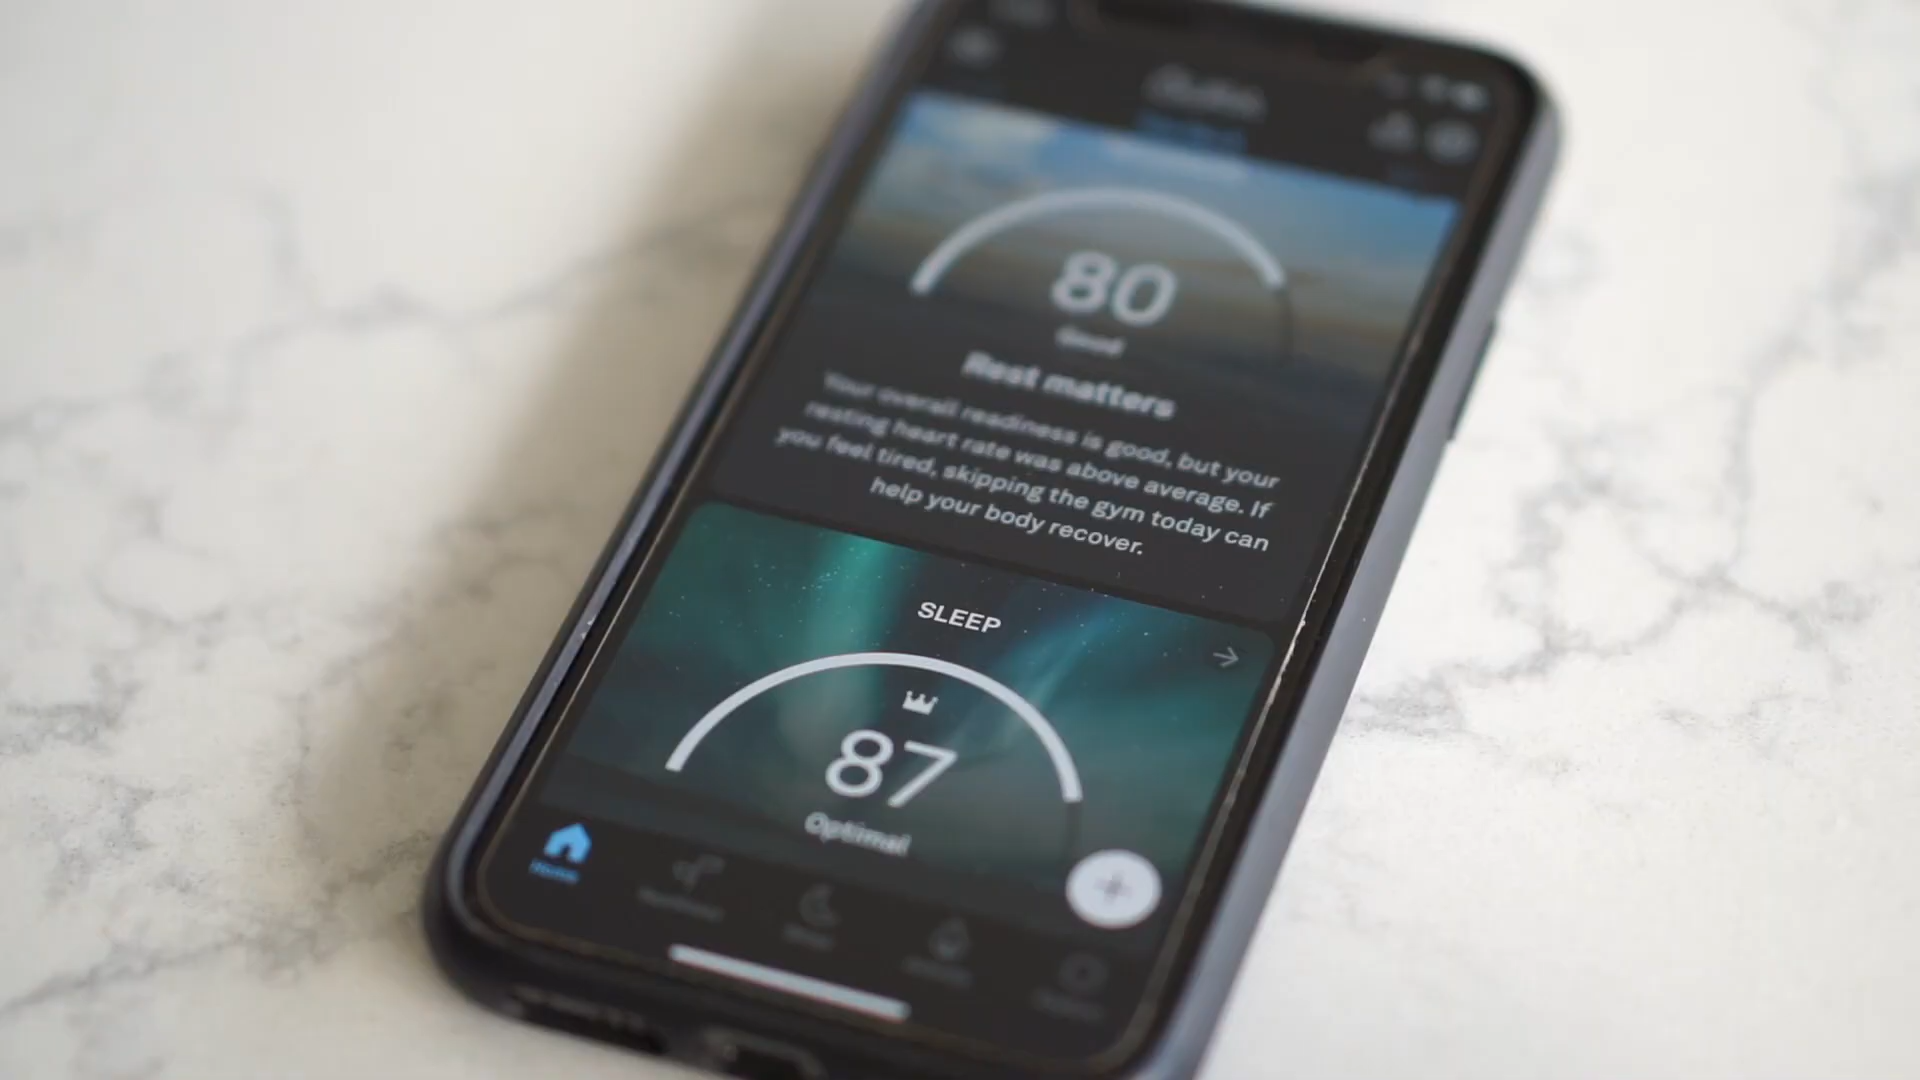 80
Good
Rest matters
Your overall readiness is good, but your
resting heart rate was above average. If
you feel tired, skipping the gym today can
help your body recover.
SLEEP
87
Optimal
Home